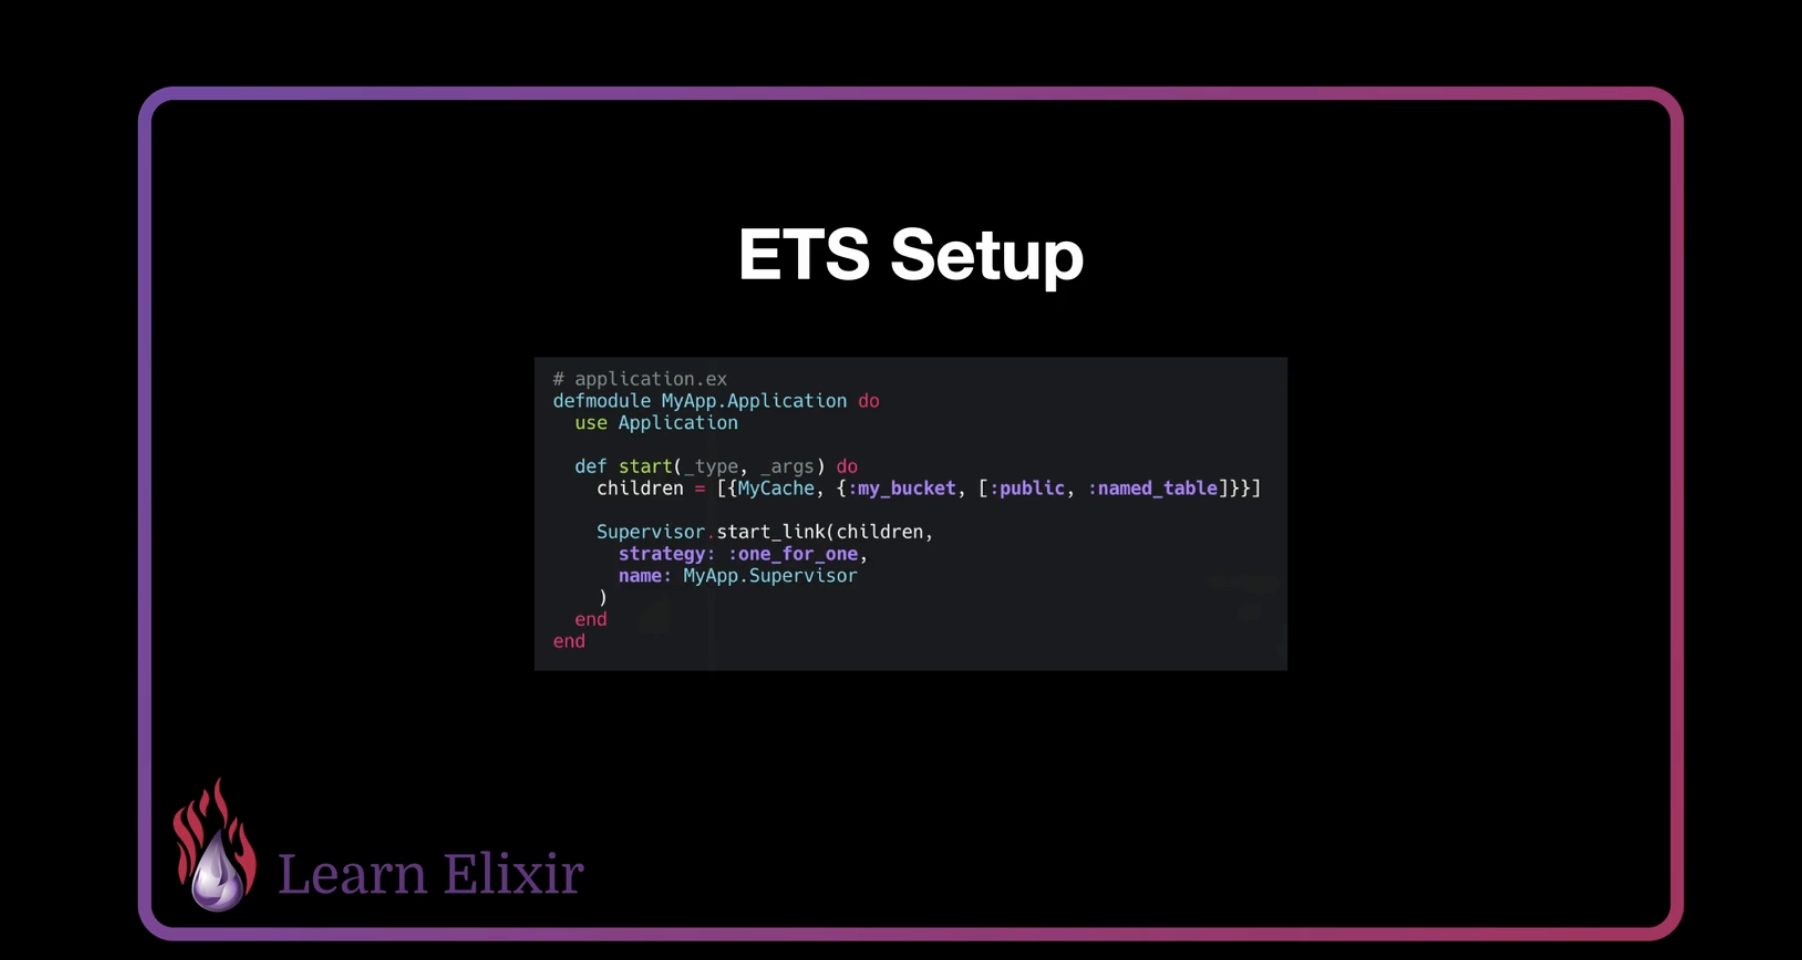 ETS Setup
# application.ex
defmodule MyApp.Application do
  use Application
  def start(_type, _args) do
    children = [{MyCache, {:my_bucket, [:public, :named_table]}}]
    Supervisor.start_link(children,
      strategy: :one_for_one,
      name: MyApp.Supervisor
    )
  end
end
Learn Elixir